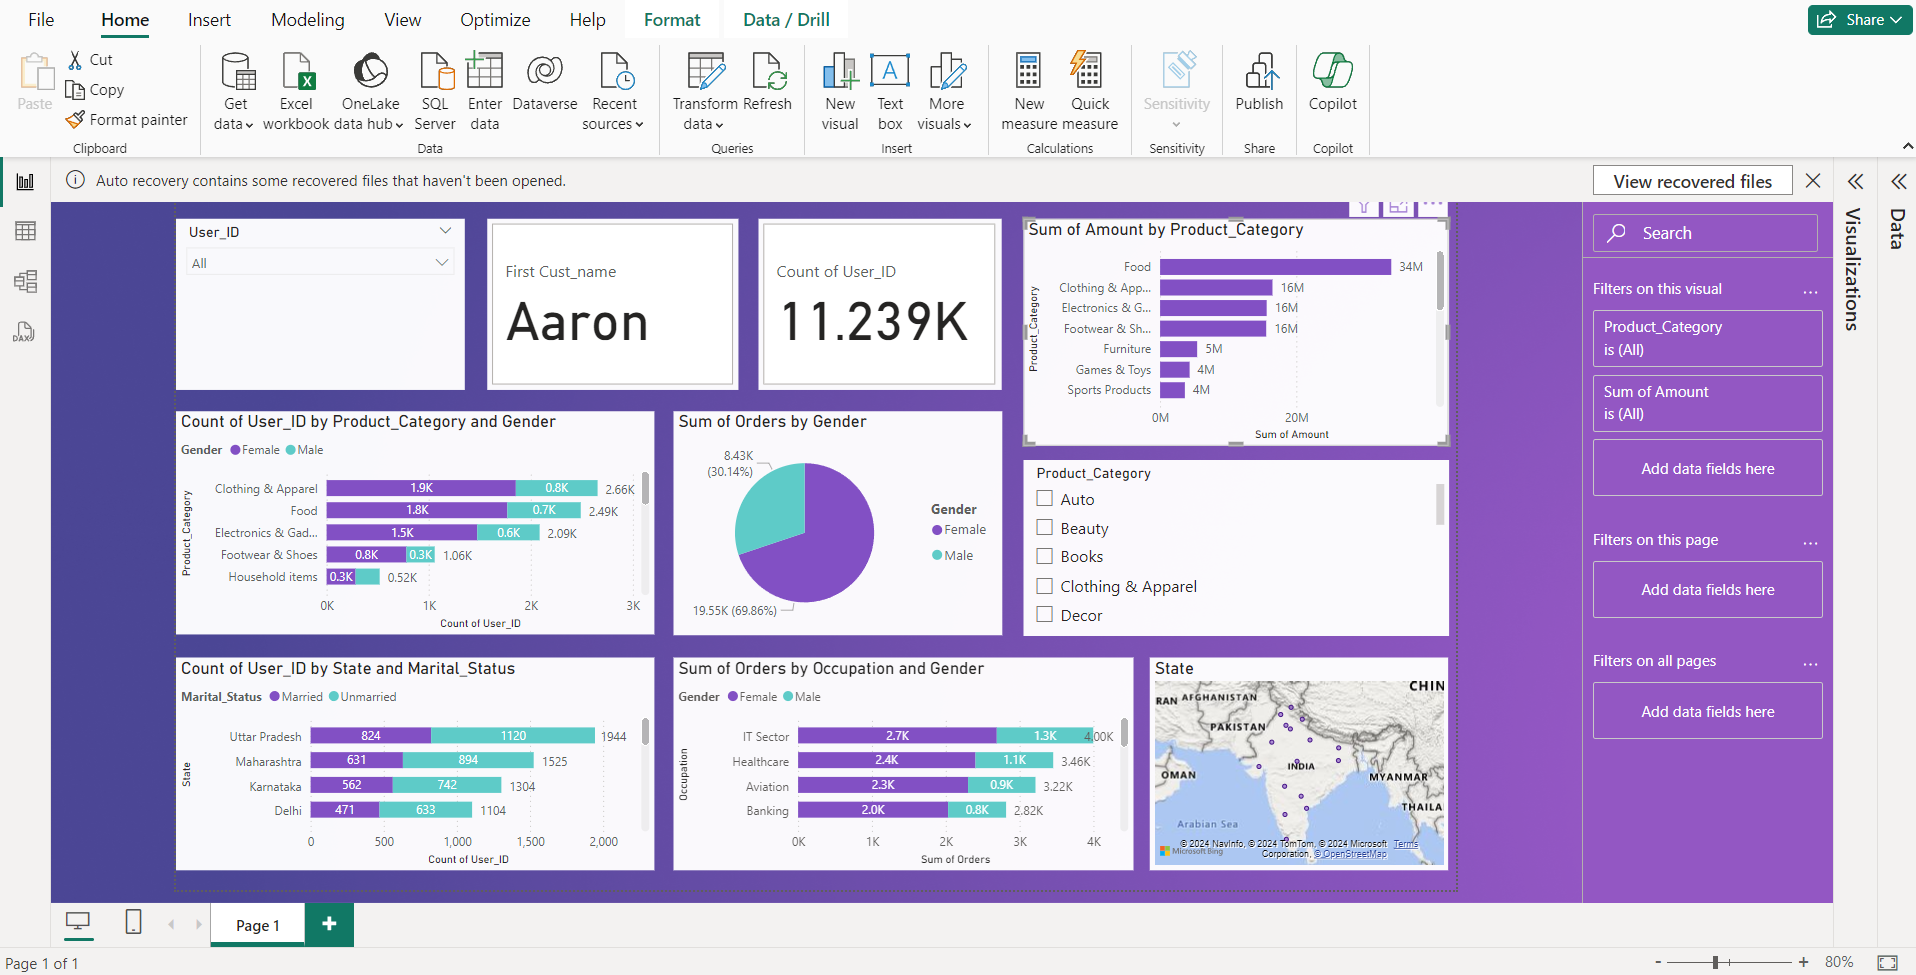 File Home Insert Modeling View Optimize Help Format Data / Drill Share
Paste
Cut
Copy
Format painter
Clipboard
Get
data
Excel
workbook
OneLake
data hub
SQL
Server
Enter
data
Dataverse
Recent
sources
Data
Transform
data
Refresh
Queries
New
visual
Text
box
More
visuals
Insert
New
measure
Quick
measure
Calculations
Sensitivity
Sensitivity
Publish
Share
Copilot
Copilot
DAX
Auto recovery contains some recovered files that haven't been opened.
View recovered files
User_ID
All
First Cust_name
Aaron
Count of User_ID
11.239K
Sum of Amount by Product_Category
Product_Category
Food 34M
Clothing & App... 16M
Electronics & G... 16M
Footwear & Sh... 16M
Furniture 5M
Games & Toys 4M
Sports Products 4M
0M 20M
Sum of Amount
Count of User_ID by Product_Category and Gender
Gender Female Male
Product_Category
Clothing & Apparel 1.9K 0.8K 2.66K
Food 1.8K 0.7K 2.49K
Electronics & Gad... 1.5K 0.6K 2.09K
Footwear & Shoes 0.8K 0.3K 1.06K
Household items 0.3K 0.52K
0K 1K 2K 3K
Count of User_ID
Sum of Orders by Gender
8.43K
(30.14%)
19.55K (69.86%)
Gender
Female
Male
Product_Category
Auto
Beauty
Books
Clothing & Apparel
Decor
Count of User_ID by State and Marital_Status
Marital_Status Married Unmarried
State
Uttar Pradesh 824 1120 1944
Maharashtra 631 894 1525
Karnataka 562 742 1304
Delhi 471 633 1104
0 500 1,000 1,500 2,000
Count of User_ID
Sum of Orders by Occupation and Gender
Gender Female Male
Occupation
IT Sector 2.7K 1.3K 4.00K
Healthcare 2.4K 1.1K 3.46K
Aviation 2.3K 0.9K 3.22K
Banking 2.0K 0.8K 2.82K
0K 1K 2K 3K 4K
Sum of Orders
State
CHIN
RAN AFGHANISTAN
PAKISTAN
INDIA
OMAN
MYANMAR
THAILA
Arabian Sea
© 2024 NavInfo, © 2024 TomTom, © 2024 Microsoft Terms
Microsoft Bing Corporation, © OpenStreetMap
Search
Filters on this visual ...
Product_Category
is (All)
Sum of Amount
is (All)
Add data fields here
Filters on this page ...
Add data fields here
Filters on all pages ...
Add data fields here
Visualizations
Data
Page 1 +
Page 1 of 1
- + 80%